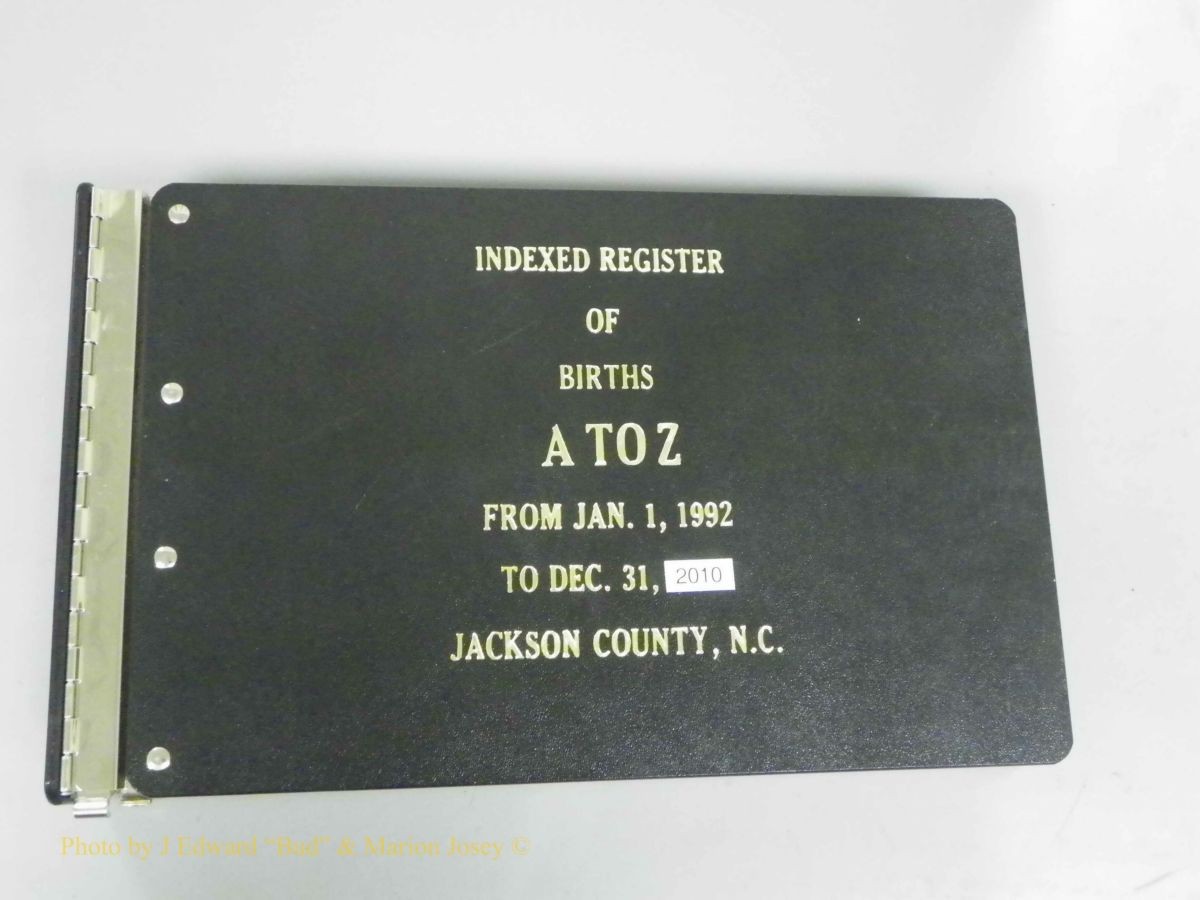 INDEXED REGISTER
OF
BIRTHS
A TO Z
FROM JAN. 1, 1992
TO DEC. 31, 2010
JACKSON COUNTY, N.C.
Photo by J Edward “Bud” & Marion Josey ©